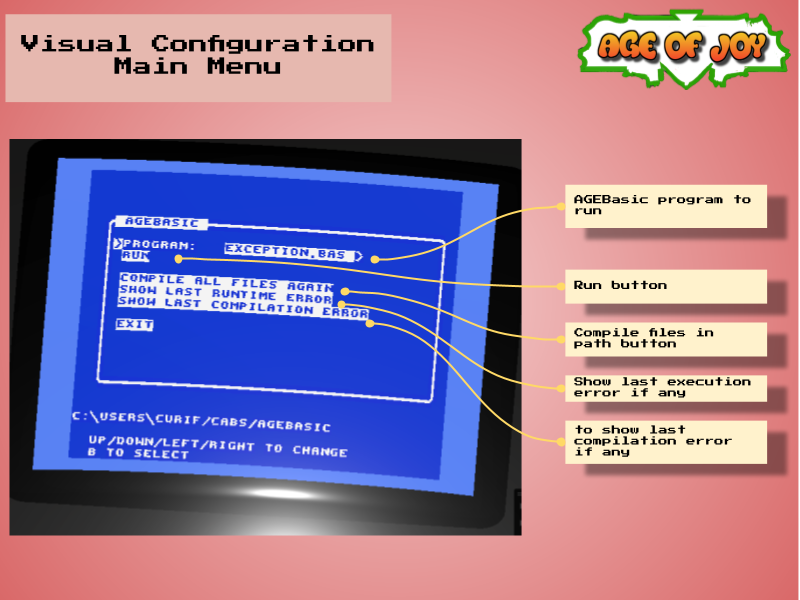 Visual Configuration
Main Menu
AGE OF JOY
AGEBASIC
PROGRAM: EXCEPTION.BAS
RUN
COMPILE ALL FILES AGAIN
SHOW LAST RUNTIME ERROR
SHOW LAST COMPILATION ERROR
EXIT
C:\USERS\CURIF/CABS/AGEBASIC
UP/DOWN/LEFT/RIGHT TO CHANGE
B TO SELECT
AGEBasic program to
run
Run button
Compile files in
path button
Show last execution
error if any
to show last
compilation error
if any